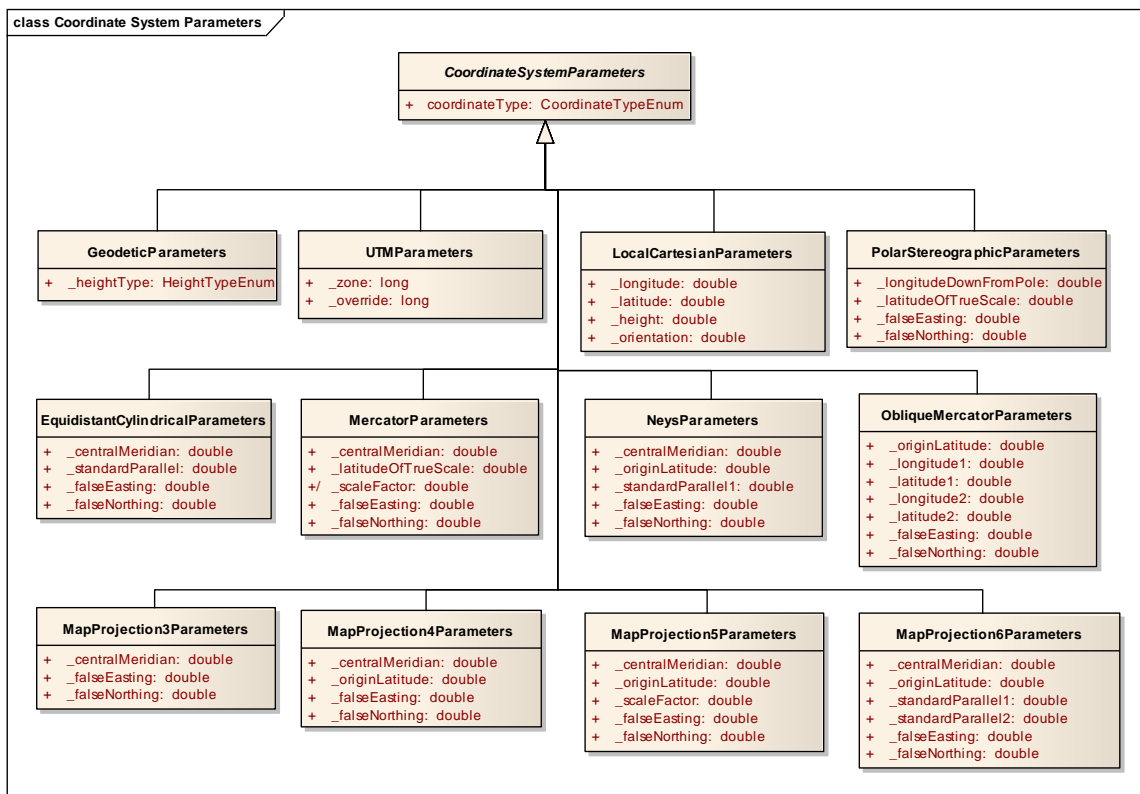 class Coordinate System Parameters
CoordinateSystemParameters
+ coordinateType: CoordinateTypeEnum
GeodeticParameters
+ _heightType: HeightTypeEnum
UTMParameters
+ _zone: long
+ _override: long
LocalCartesianParameters
+ _longitude: double
+ _latitude: double
+ _height: double
+ _orientation: double
PolarStereographicParameters
+ _longitudeDownFromPole: double
+ _latitudeOfTrueScale: double
+ _falseEasting: double
+ _falseNorthing: double
EquidistantCylindricalParameters
+ _centralMeridian: double
+ _standardParallel: double
+ _falseEasting: double
+ _falseNorthing: double
MercatorParameters
+ _centralMeridian: double
+ _latitudeOfTrueScale: double
+/ _scaleFactor: double
+ _falseEasting: double
+ _falseNorthing: double
NeysParameters
+ _centralMeridian: double
+ _originLatitude: double
+ _standardParallel1: double
+ _falseEasting: double
+ _falseNorthing: double
ObliqueMercatorParameters
+ _originLatitude: double
+ _longitude1: double
+ _latitude1: double
+ _longitude2: double
+ _latitude2: double
+ _falseEasting: double
+ _falseNorthing: double
MapProjection3Parameters
+ _centralMeridian: double
+ _falseEasting: double
+ _falseNorthing: double
MapProjection4Parameters
+ _centralMeridian: double
+ _originLatitude: double
+ _falseEasting: double
+ _falseNorthing: double
MapProjection5Parameters
+ _centralMeridian: double
+ _originLatitude: double
+ _scaleFactor: double
+ _falseEasting: double
+ _falseNorthing: double
MapProjection6Parameters
+ _centralMeridian: double
+ _originLatitude: double
+ _standardParallel1: double
+ _standardParallel2: double
+ _falseEasting: double
+ _falseNorthing: double